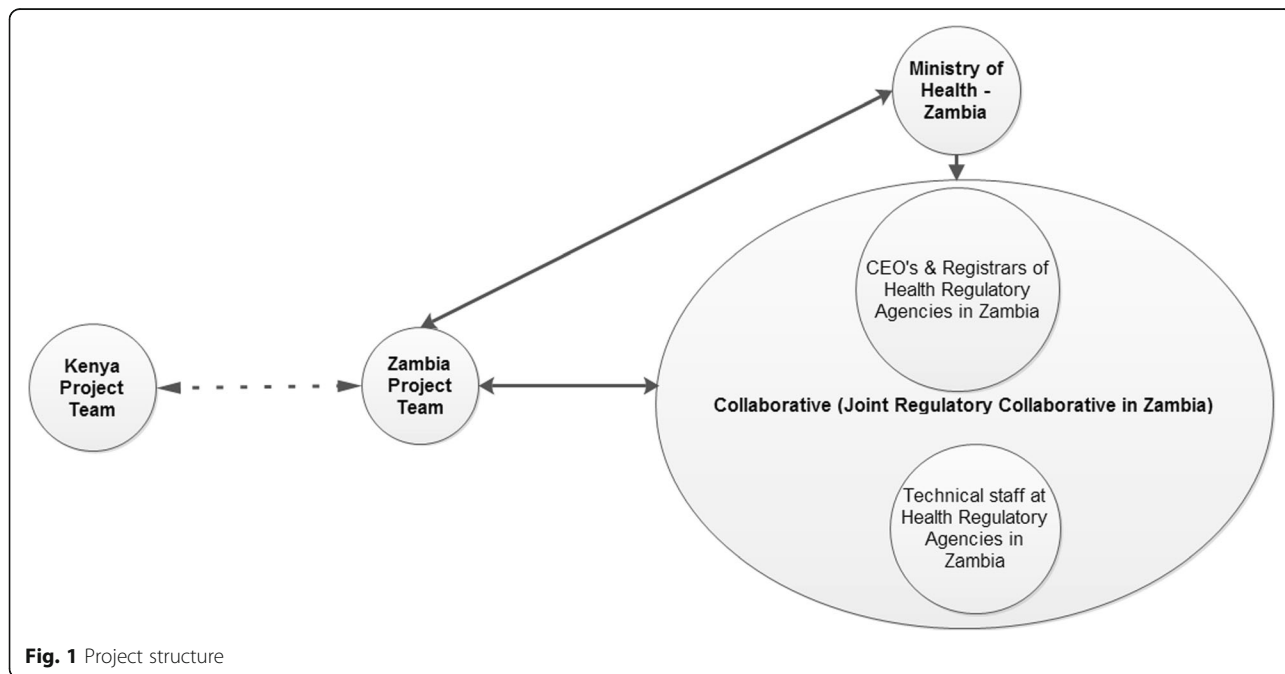 Ministry of
Health -
Zambia
CEO's & Registrars of
Health Regulatory
Agencies in Zambia
Kenya
Project
Team
Zambia
Project
Team
Collaborative (Joint Regulatory Collaborative in Zambia)
Technical staff at
Health Regulatory
Agencies in
Zambia
Fig. 1 Project structure